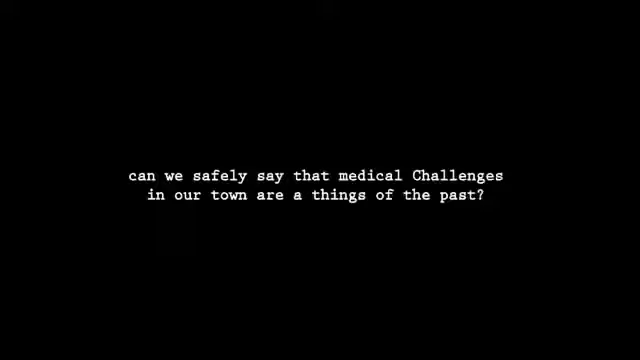 can we safely say that medical Challenges
in our town are a things of the past?